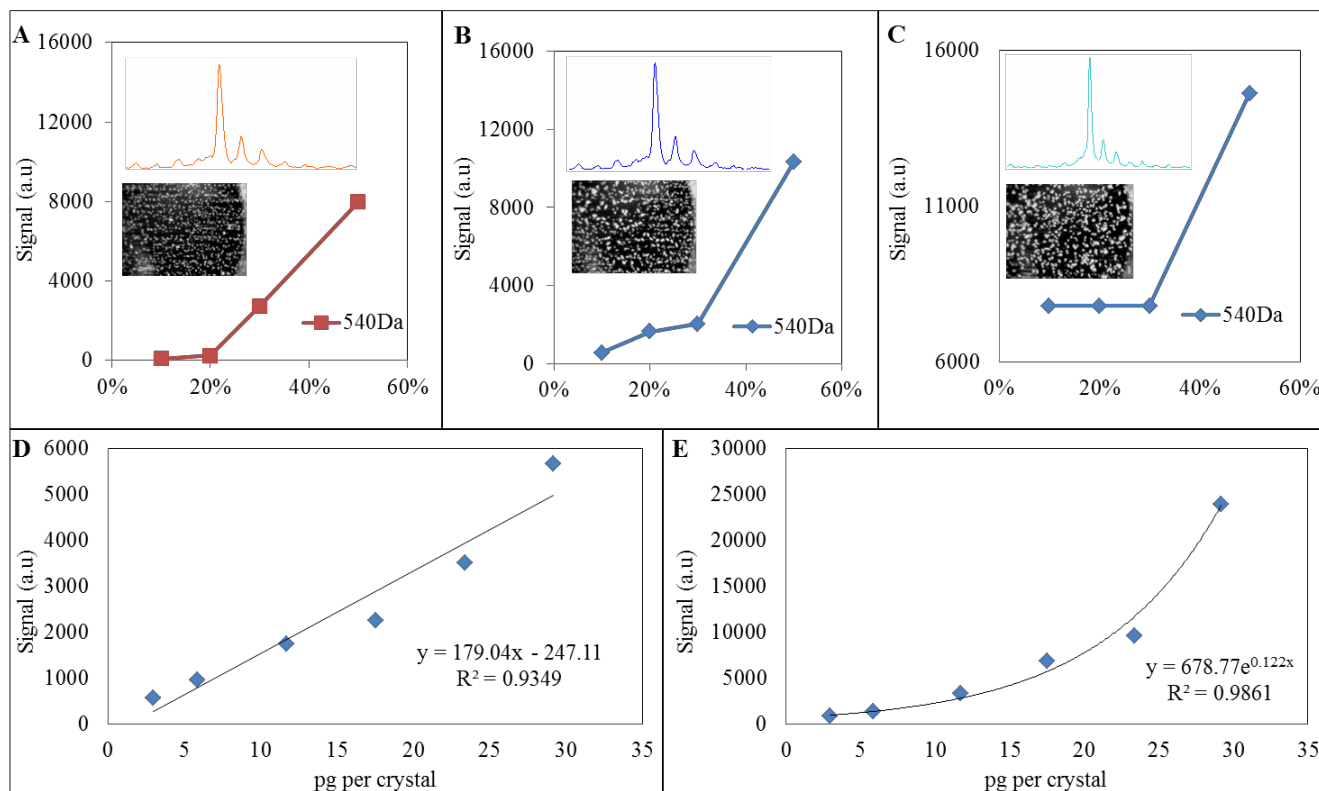 A
16000
12000
8000
4000
0
Signal (a.u)
540Da
0% 20% 40% 60%
B
16000
12000
8000
4000
0
Signal (a.u)
540Da
0% 20% 40% 60%
C
16000
11000
6000
Signal (a.u)
540Da
0% 20% 40% 60%
D
6000
5000
4000
3000
2000
1000
0
Signal (a.u)
y = 179.04x - 247.11
R² = 0.9349
0 5 10 15 20 25 30 35
pg per crystal
E
30000
25000
20000
15000
10000
5000
0
Signal (a.u)
y = 678.77e^0.122x
R² = 0.9861
0 5 10 15 20 25 30 35
pg per crystal